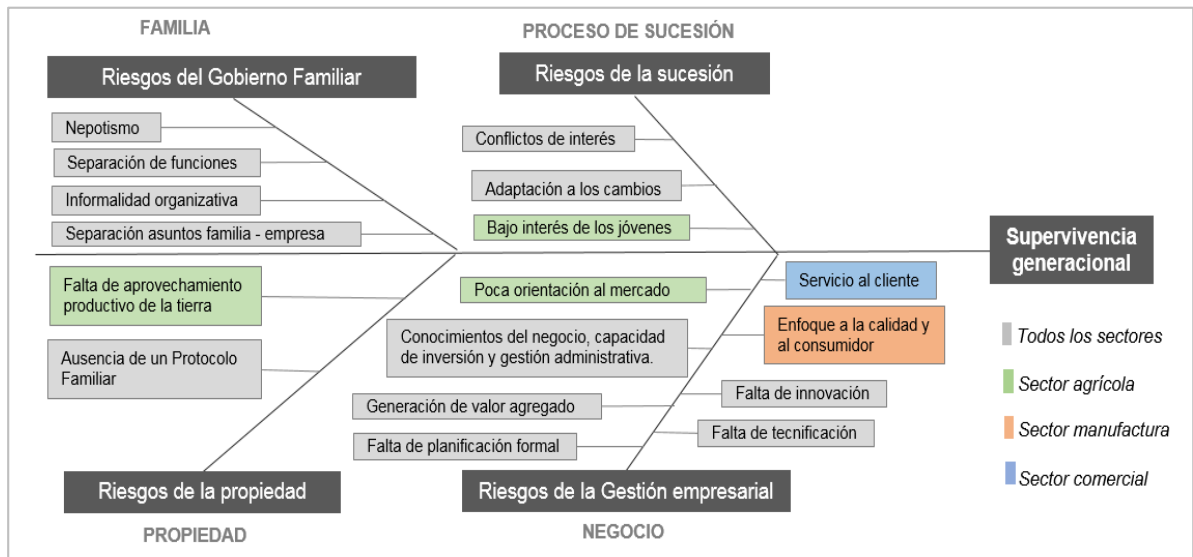 FAMILIA
PROCESO DE SUCESIÓN
Riesgos del Gobierno Familiar
Riesgos de la sucesión
Nepotismo
Separación de funciones
Informalidad organizativa
Separación asuntos familia - empresa
Conflictos de interés
Adaptación a los cambios
Bajo interés de los jóvenes
Supervivencia
generacional
Falta de aprovechamiento
productivo de la tierra
Ausencia de un Protocolo
Familiar
Poca orientación al mercado
Servicio al cliente
Conocimientos del negocio, capacidad
de inversión y gestión administrativa.
Enfoque a la calidad y
al consumidor
Generación de valor agregado
Falta de innovación
Falta de planificación formal
Falta de tecnificación
Todos los sectores
Sector agrícola
Sector manufactura
Sector comercial
Riesgos de la propiedad
Riesgos de la Gestión empresarial
PROPIEDAD
NEGOCIO